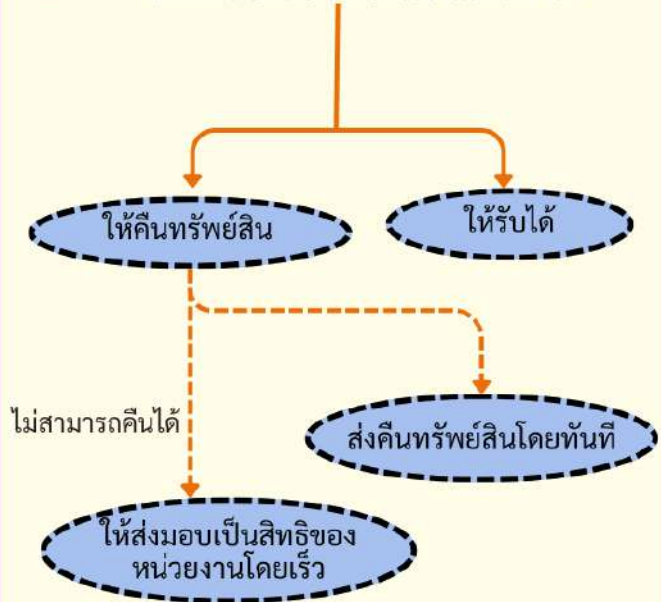 ให้คืนทรัพย์สิน
ให้รับได้
ไม่สามารถคืนได้
ส่งคืนทรัพย์สินโดยทันที
ให้ส่งมอบเป็นสิทธิของ
หน่วยงานโดยเร็ว